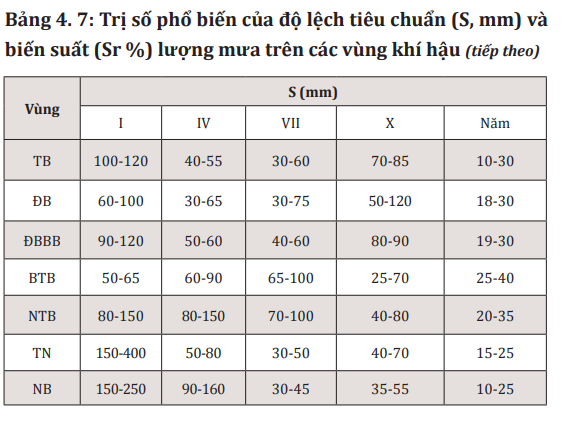 Bảng 4. 7: Trị số phổ biến của độ lệch tiêu chuẩn (S, mm) và
biến suất (Sr %) lượng mưa trên các vùng khí hậu (tiếp theo)
Vùng S (mm)
I IV VII X Năm
TB 100-120 40-55 30-60 70-85 10-30
ĐB 60-100 30-65 30-75 50-120 18-30
ĐBBB 90-120 50-60 40-60 80-90 19-30
BTB 50-65 60-90 65-100 25-70 25-40
NTB 80-150 80-150 70-100 40-80 20-35
TN 150-400 50-80 30-50 40-70 15-25
NB 150-250 90-160 30-45 35-55 10-25